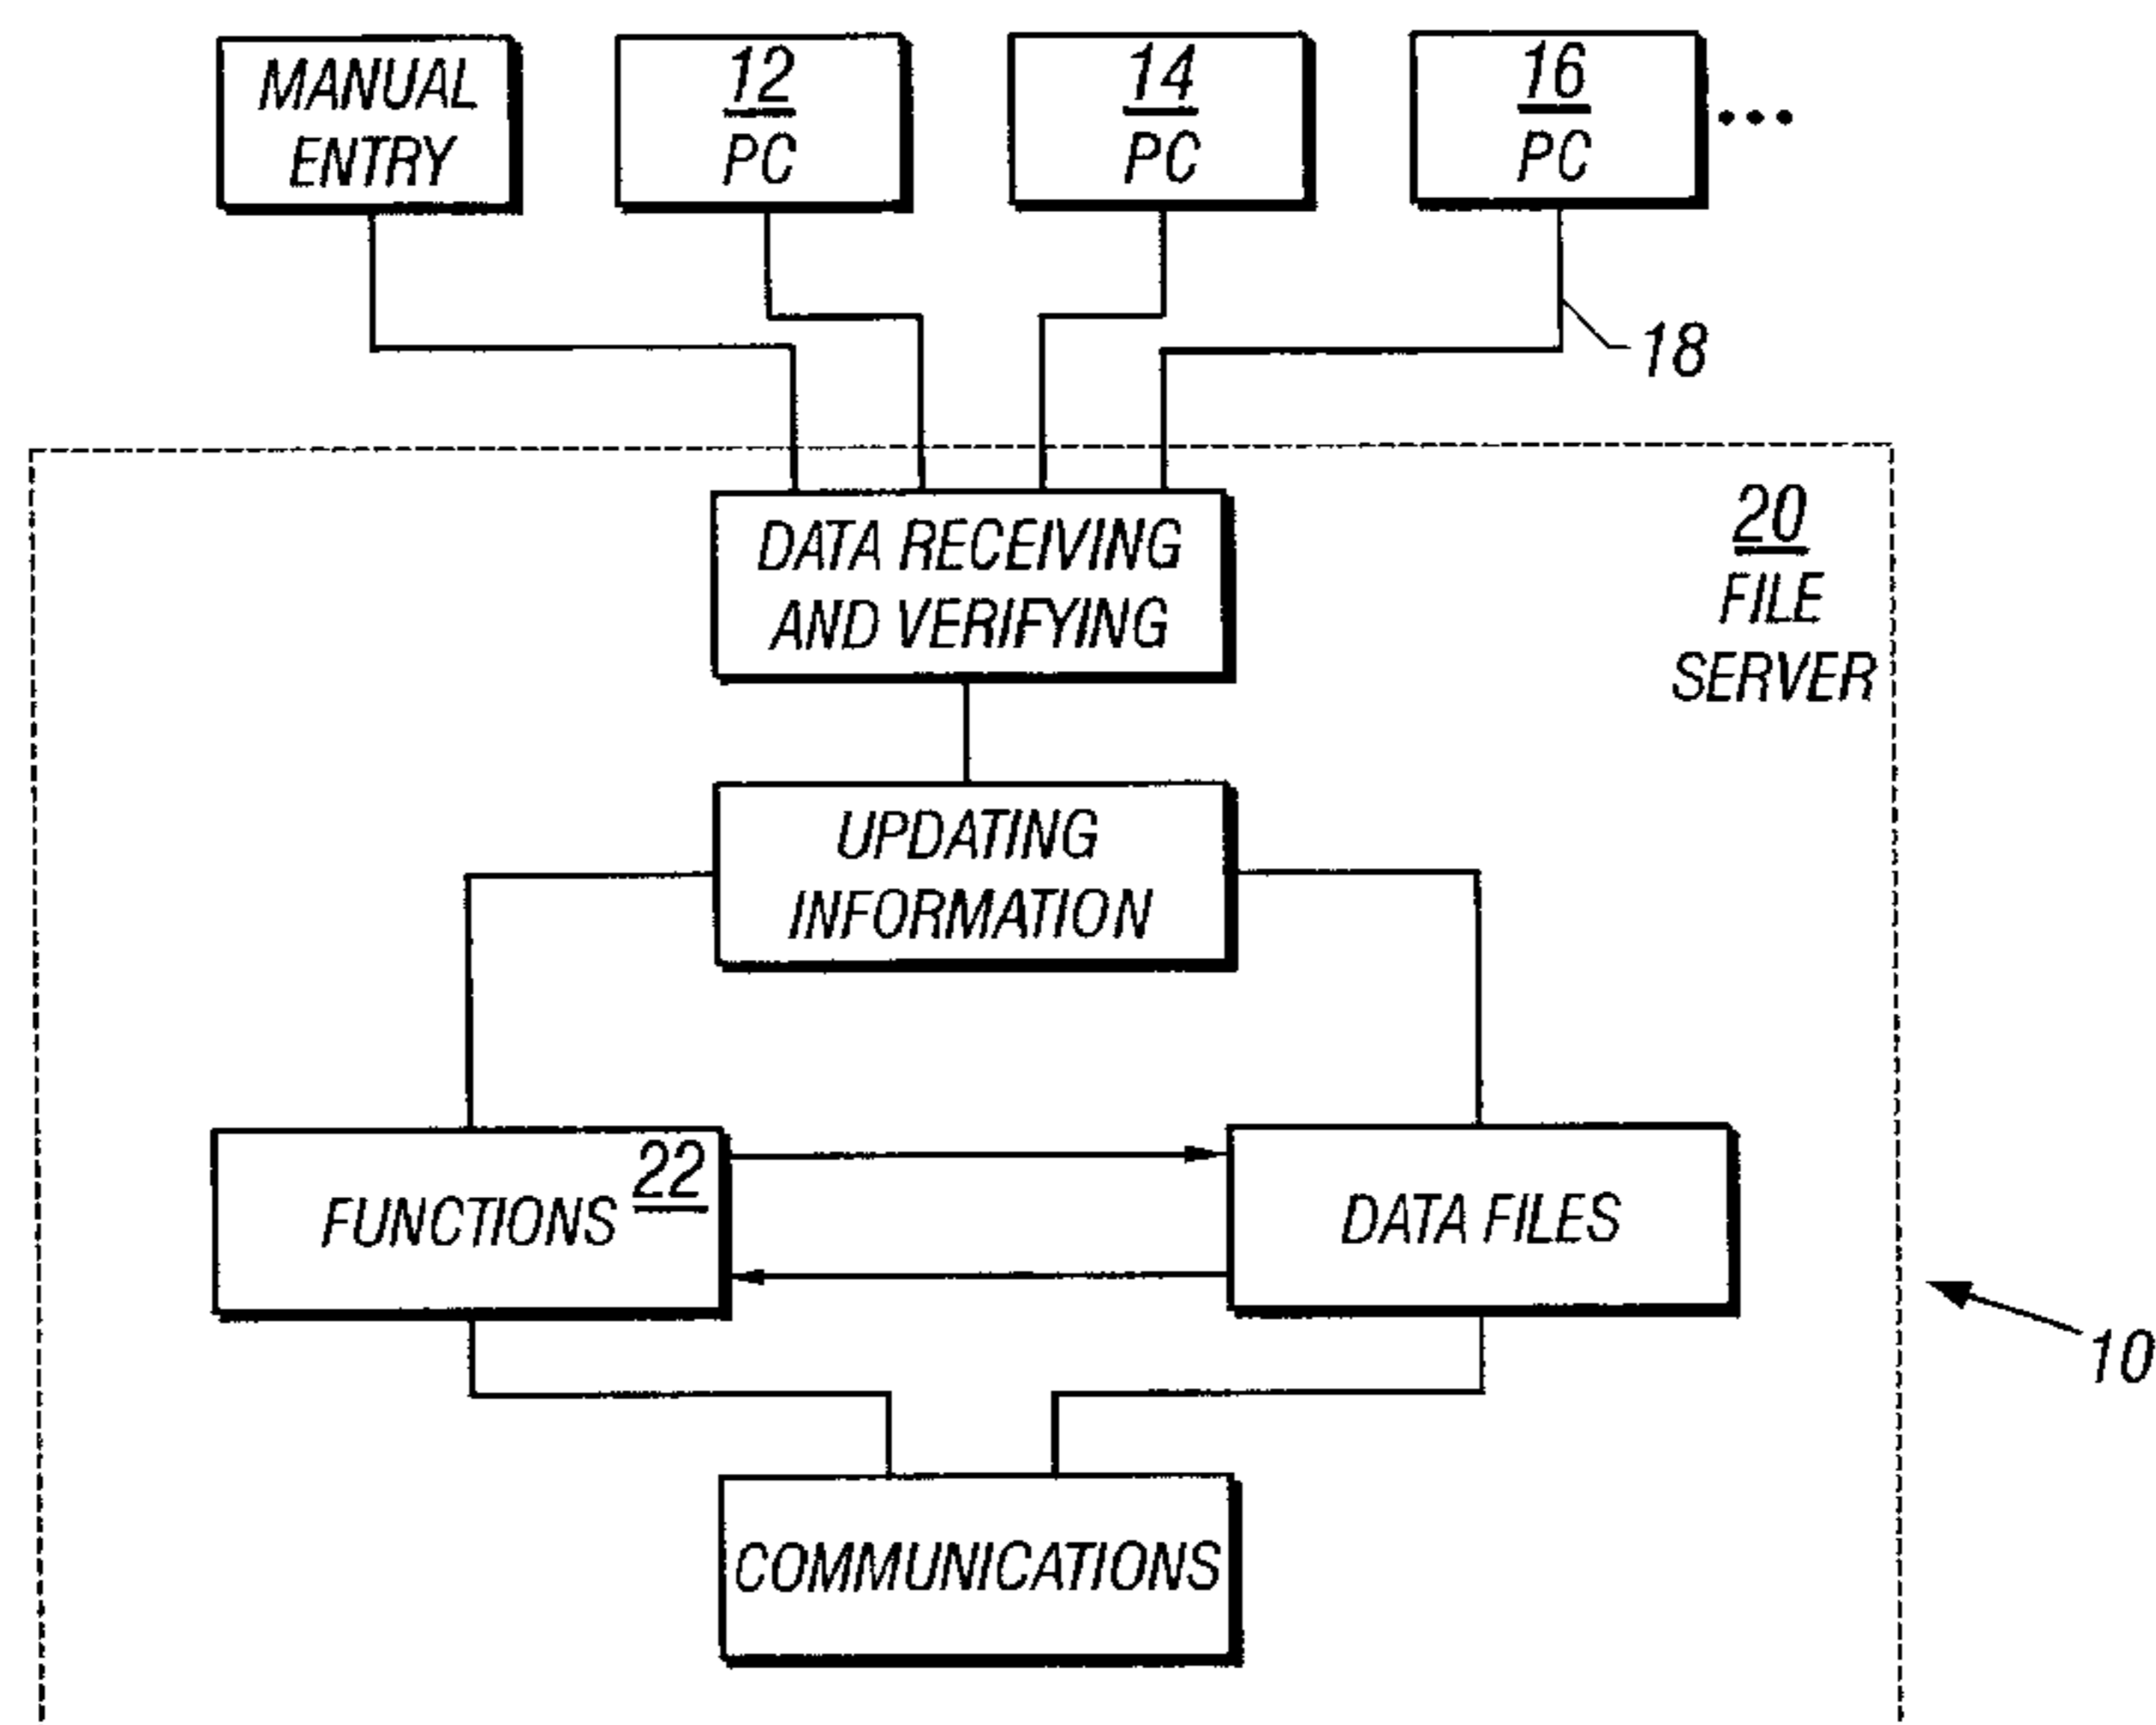 MANUAL
ENTRY
12
PC
14
PC
16
PC
18
DATA RECEIVING
AND VERIFYING
20
FILE
SERVER
UPDATING
INFORMATION
22
FUNCTIONS
DATA FILES
10
COMMUNICATIONS